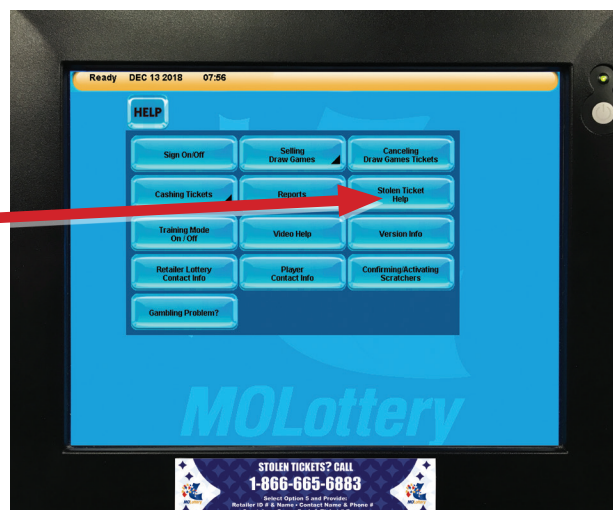 Ready DEC 13 2018 07:56
HELP
Sign On/Off
Selling
Draw Games
Canceling
Draw Games Tickets
Cashing Tickets
Reports
Stolen Ticket
Help
Training Mode
On / Off
Video Help
Version Info
Retailer Lottery
Contact Info
Player
Contact Info
Confirming/Activating
Scratchers
Gambling Problem?
MOLottery
STOLEN TICKETS? CALL
1-866-665-6883
Select Option 5 and Provide:
Retailer ID # & Name • Contact Name & Phone #